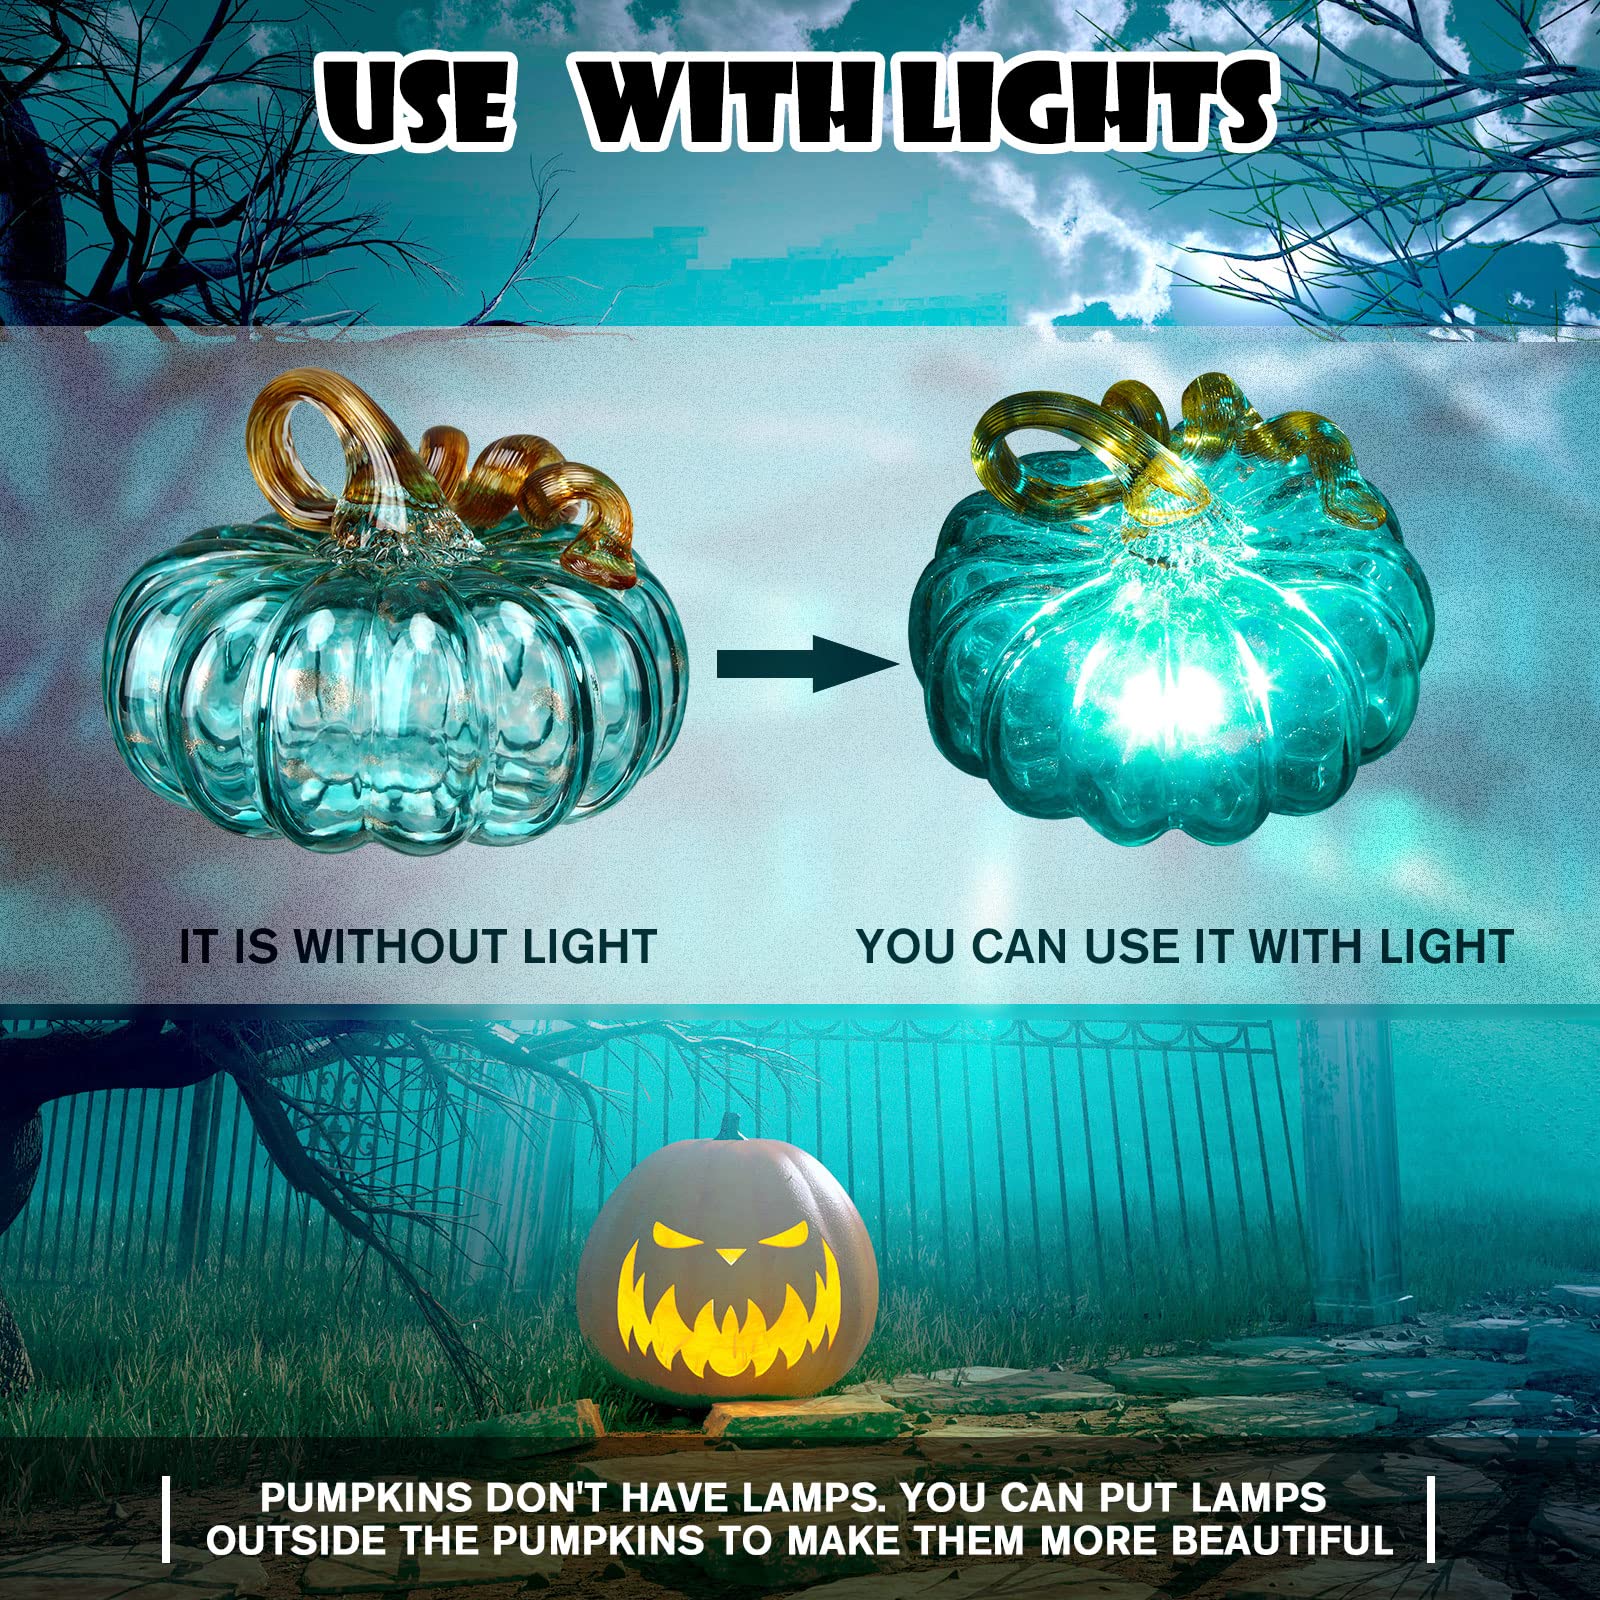 USE WITH LIGHTS
IT IS WITHOUT LIGHT
YOU CAN USE IT WITH LIGHT
PUMPKINS DON'T HAVE LAMPS. YOU CAN PUT LAMPS
OUTSIDE THE PUMPKINS TO MAKE THEM MORE BEAUTIFUL